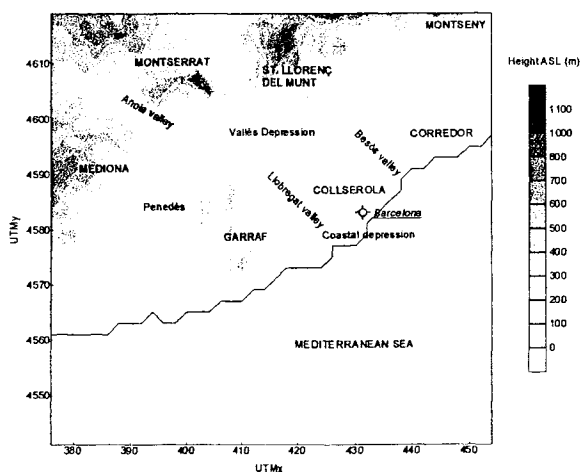 MONTSENY
Height ASL (m)
MONTSERRAT
ST. LLORENÇ
DEL MUNT
Anoia valley
Vallès Depression
Besós valley
CORREDOR
MEDIONA
COLLSEROLA
Penedès
Llobregat valley
Barcelona
GARRAF
Coastal depression
MEDITERRANEAN SEA
UTMy
4610
4600
4590
4580
4570
4560
4550
380
390
400
410
420
430
440
450
UTMx
1100
1000
900
800
700
600
500
400
300
200
100
0